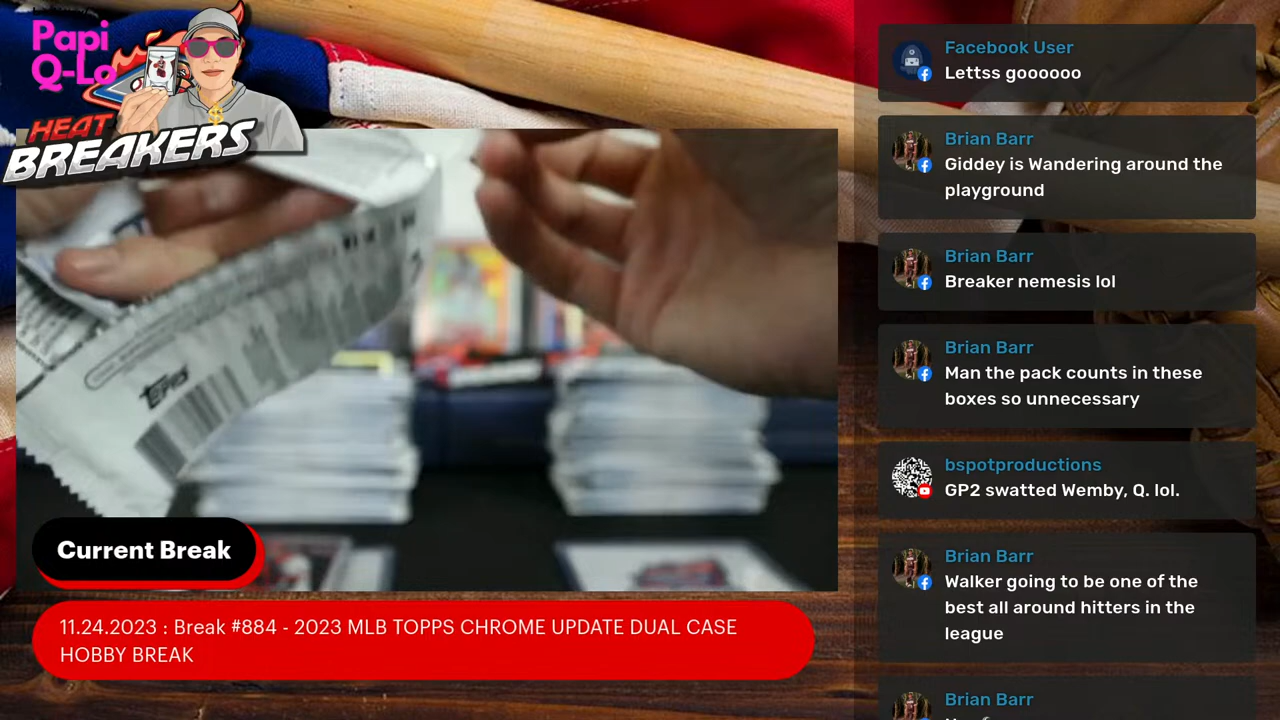 Papi
Q-Lo
HEAT
BREAKERS
TOPPS
Current Break
11.24.2023 : Break #884 - 2023 MLB TOPPS CHROME UPDATE DUAL CASE
HOBBY BREAK
Facebook User
Lettss goooooo
Brian Barr
Giddey is Wandering around the
playground
Brian Barr
Breaker nemesis lol
Brian Barr
Man the pack counts in these
boxes so unnecessary
bspotproductions
GP2 swatted Wemby, Q. lol.
Brian Barr
Walker going to be one of the
best all around hitters in the
league
Brian Barr